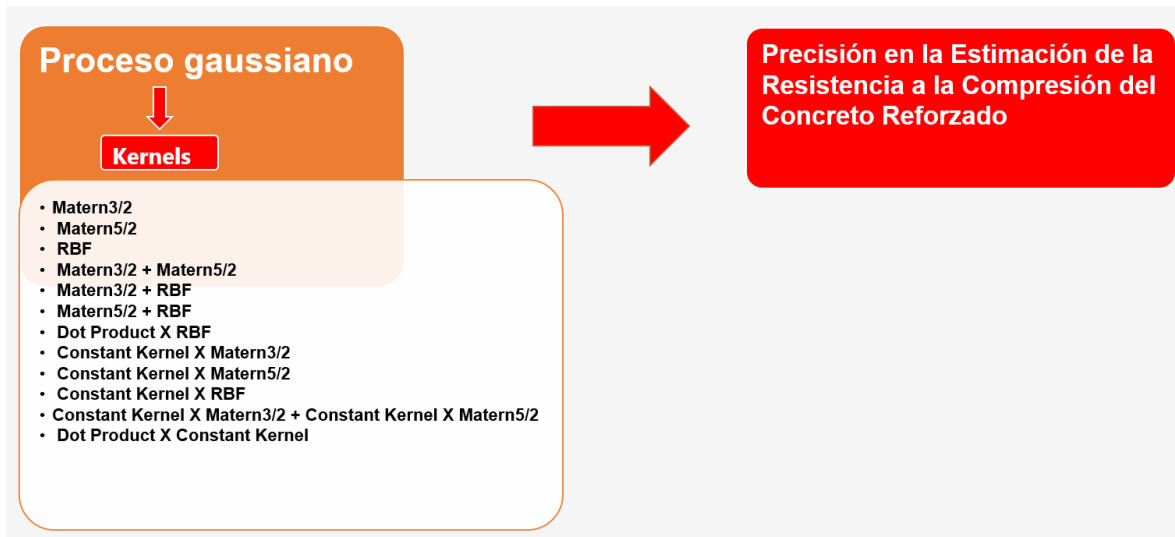 Proceso gaussiano
Kernels
• Matern3/2
• Matern5/2
• RBF
• Matern3/2 + Matern5/2
• Matern3/2 + RBF
• Matern5/2 + RBF
• Dot Product X RBF
• Constant Kernel X Matern3/2
• Constant Kernel X Matern5/2
• Constant Kernel X RBF
• Constant Kernel X Matern3/2 + Constant Kernel X Matern5/2
• Dot Product X Constant Kernel
Precisión en la Estimación de la
Resistencia a la Compresión del
Concreto Reforzado